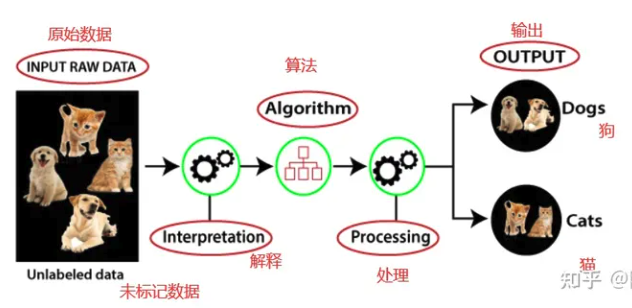 原始数据
INPUT RAW DATA
算法
Algorithm
输出
OUTPUT
Dogs
狗
Interpretation
解释
Processing
处理
Cats
猫
Unlabeled data
未标记数据
知乎